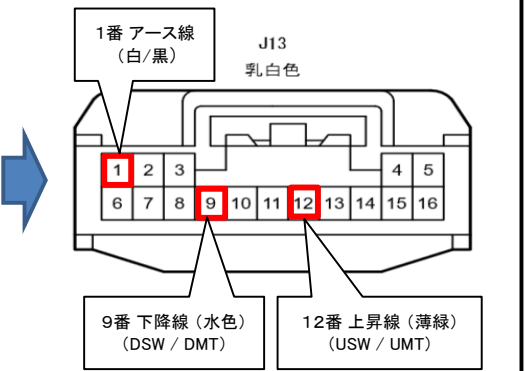 1番 アース線
（白/黒）
J13
乳白色
1 2 3 4 5
6 7 8 9 10 11 12 13 14 15 16
9番 下降線（水色）
（DSW / DMT）
12番 上昇線（薄緑）
（USW / UMT）